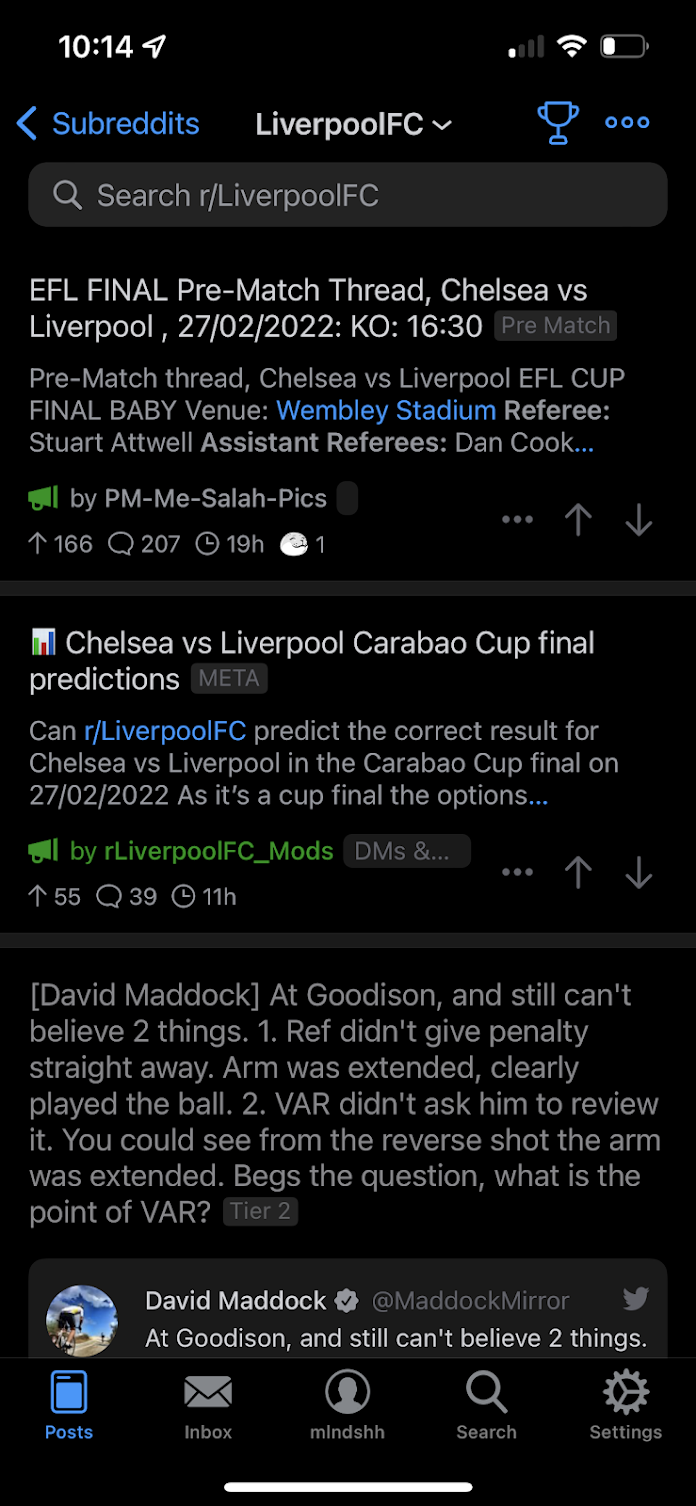 10:14
Subreddits
LiverpoolFC
Search r/LiverpoolFC
EFL FINAL Pre-Match Thread, Chelsea vs
Liverpool , 27/02/2022: KO: 16:30 Pre Match
Pre-Match thread, Chelsea vs Liverpool EFL CUP
FINAL BABY Venue: Wembley Stadium Referee:
Stuart Attwell Assistant Referees: Dan Cook...
by PM-Me-Salah-Pics
166 207 19h 1
Chelsea vs Liverpool Carabao Cup final
predictions META
Can r/LiverpoolFC predict the correct result for
Chelsea vs Liverpool in the Carabao Cup final on
27/02/2022 As it's a cup final the options...
by rLiverpoolFC_Mods DMs &...
55 39 11h
[David Maddock] At Goodison, and still can't
believe 2 things. 1. Ref didn't give penalty
straight away. Arm was extended, clearly
played the ball. 2. VAR didn't ask him to review
it. You could see from the reverse shot the arm
was extended. Begs the question, what is the
point of VAR? Tier 2
David Maddock @MaddockMirror
At Goodison, and still can't believe 2 things.
Posts Inbox mlndshh Search Settings